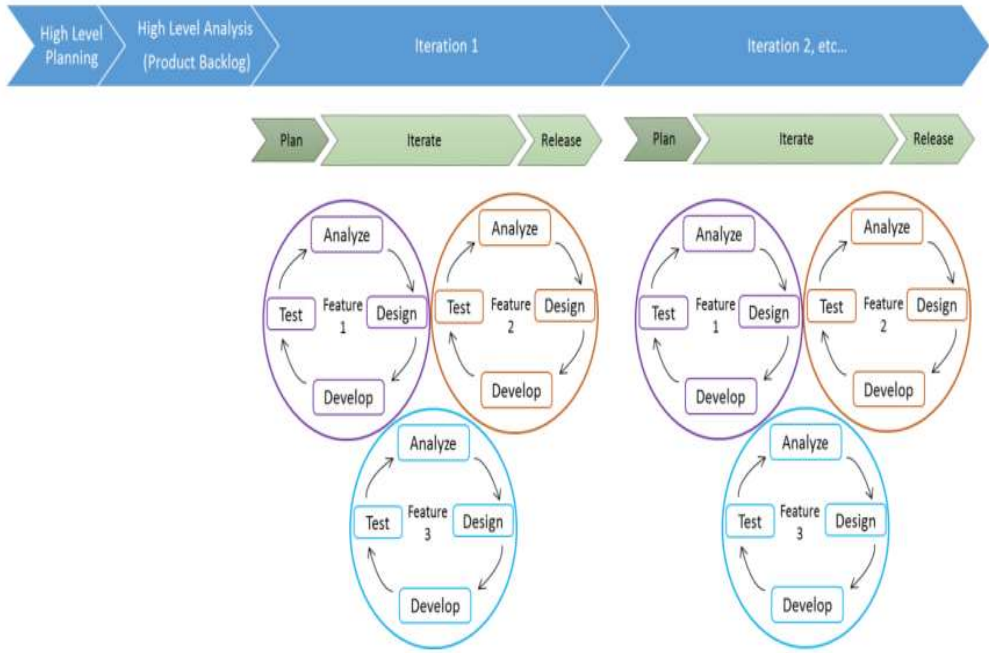 High Level
Planning
High Level Analysis
(Product Backlog)
Iteration 1
Iteration 2, etc...
Plan
Iterate
Release
Plan
Iterate
Release
Analyze
Test
Feature
1
Design
Develop
Analyze
Test
Feature
2
Design
Develop
Analyze
Test
Feature
3
Design
Develop
Analyze
Test
Feature
1
Design
Develop
Analyze
Test
Feature
2
Design
Develop
Analyze
Test
Feature
3
Design
Develop